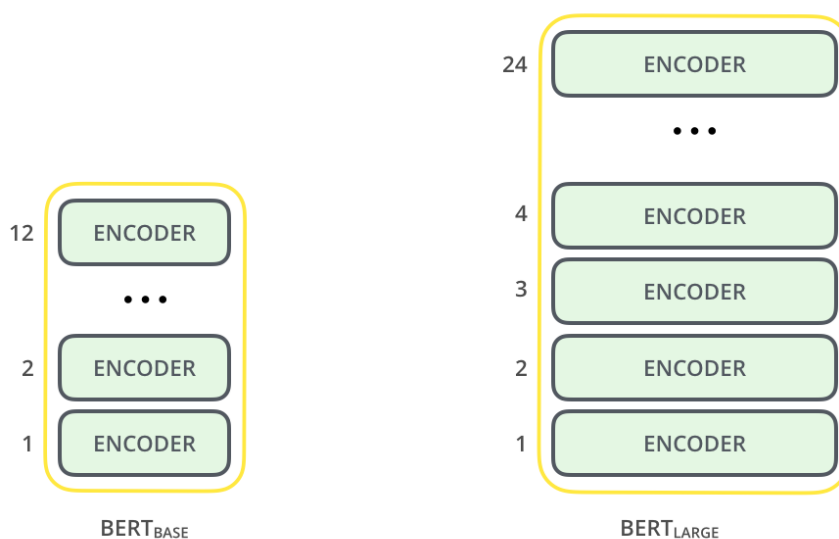 12 ENCODER
...
2 ENCODER
1 ENCODER
BERTBASE
24 ENCODER
...
4 ENCODER
3 ENCODER
2 ENCODER
1 ENCODER
BERTLARGE